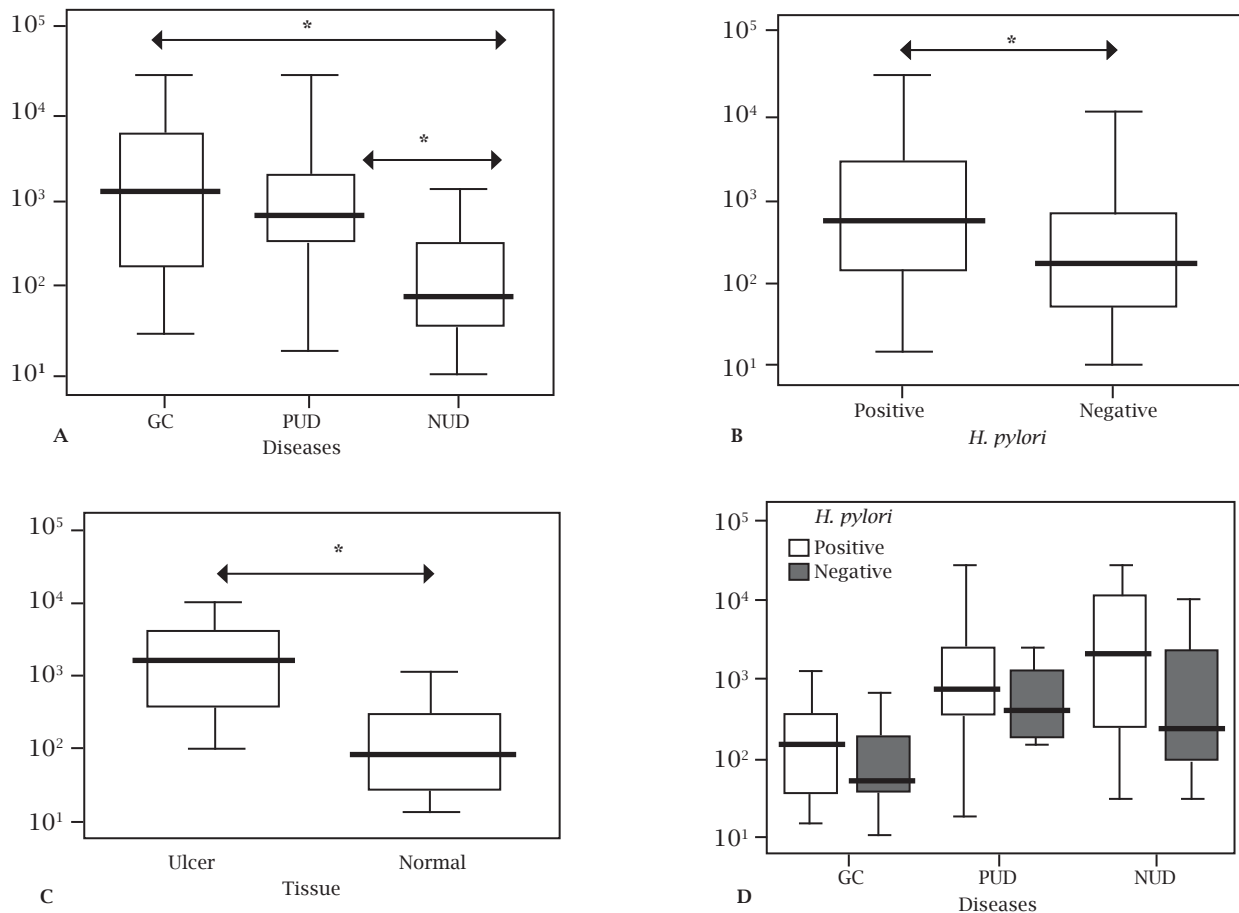 10⁵
10⁴
10³
10²
10¹
*
*
GC PUD NUD
Diseases
A
10⁵
10⁴
10³
10²
10¹
*
Positive Negative
H. pylori
B
10⁵
10⁴
10³
10²
10¹
*
Ulcer Normal
Tissue
C
10⁵
10⁴
10³
10²
10¹
H. pylori
Positive
Negative
GC PUD NUD
Diseases
D